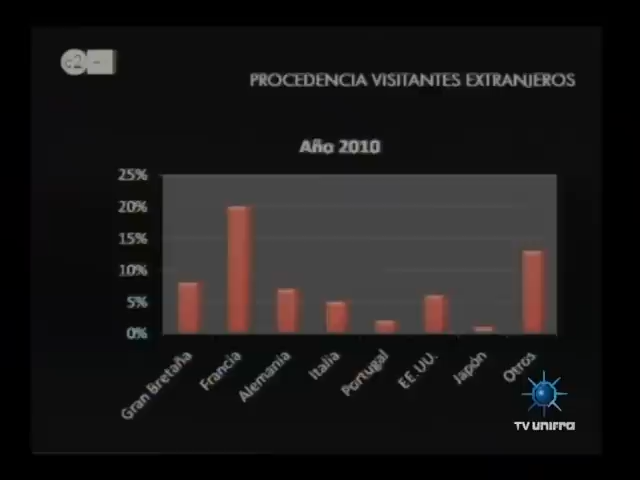 PROCEDENCIA VISITANTES EXTRANJEROS
Año 2010
25%
20%
15%
10%
5%
0%
Gran Bretaña
Francia
Alemania
Italia
Portugal
EE. UU.
Japón
Otros
TV UNIFRA